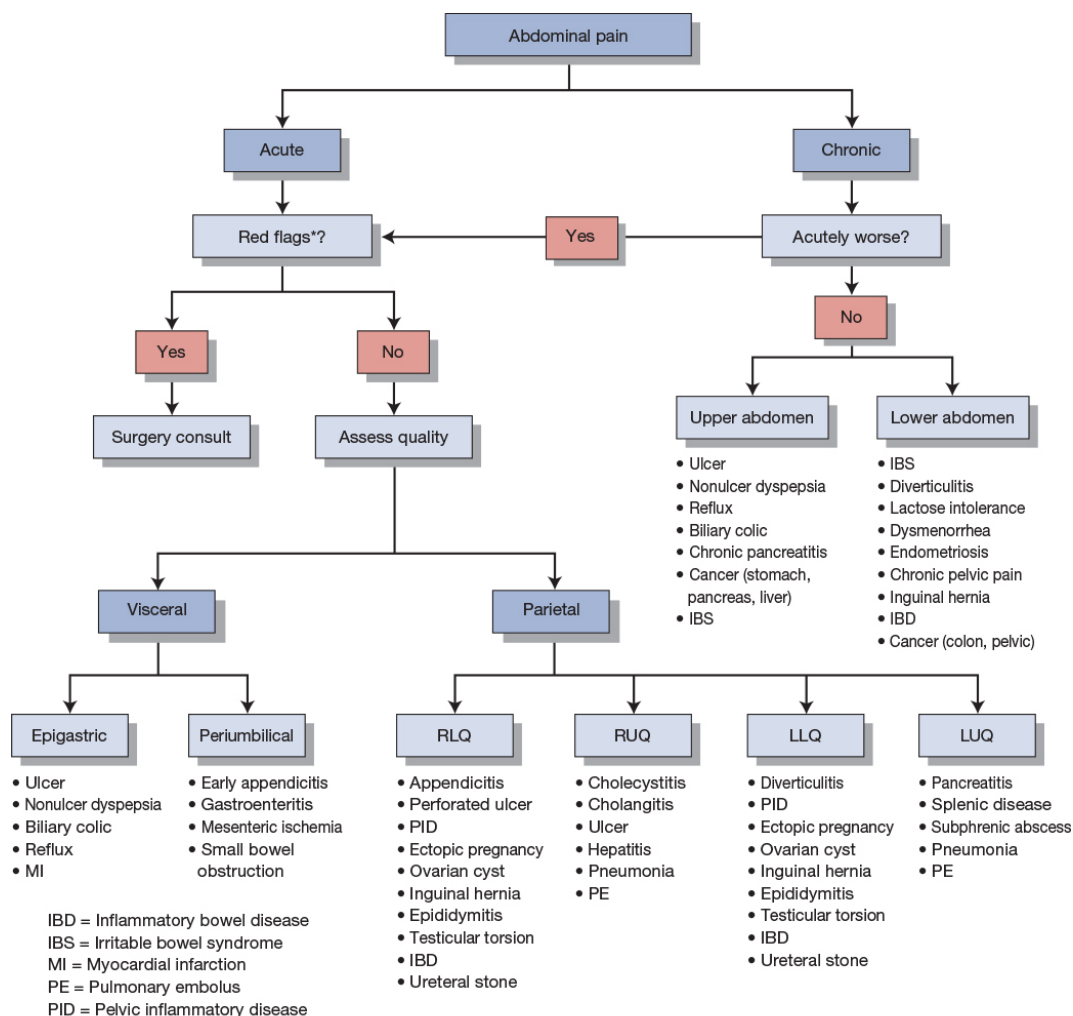 Abdominal pain
Acute
Chronic
Red flags*?
Yes
Acutely worse?
Yes
No
No
Surgery consult
Assess quality
Upper abdomen
• Ulcer
• Nonulcer dyspepsia
• Reflux
• Biliary colic
• Chronic pancreatitis
• Cancer (stomach,
pancreas, liver)
• IBS
Lower abdomen
• IBS
• Diverticulitis
• Lactose intolerance
• Dysmenorrhea
• Endometriosis
• Chronic pelvic pain
• Inguinal hernia
• IBD
• Cancer (colon, pelvic)
Visceral
Parietal
Epigastric
• Ulcer
• Nonulcer dyspepsia
• Biliary colic
• Reflux
• MI
Periumbilical
• Early appendicitis
• Gastroenteritis
• Mesenteric ischemia
• Small bowel
obstruction
RLQ
• Appendicitis
• Perforated ulcer
• PID
• Ectopic pregnancy
• Ovarian cyst
• Inguinal hernia
• Epididymitis
• Testicular torsion
• IBD
• Ureteral stone
RUQ
• Cholecystitis
• Cholangitis
• Ulcer
• Hepatitis
• Pneumonia
• PE
LLQ
• Diverticulitis
• PID
• Ectopic pregnancy
• Ovarian cyst
• Inguinal hernia
• Epididymitis
• Testicular torsion
• IBD
• Ureteral stone
LUQ
• Pancreatitis
• Splenic disease
• Subphrenic abscess
• Pneumonia
• PE
IBD = Inflammatory bowel disease
IBS = Irritable bowel syndrome
MI = Myocardial infarction
PE = Pulmonary embolus
PID = Pelvic inflammatory disease